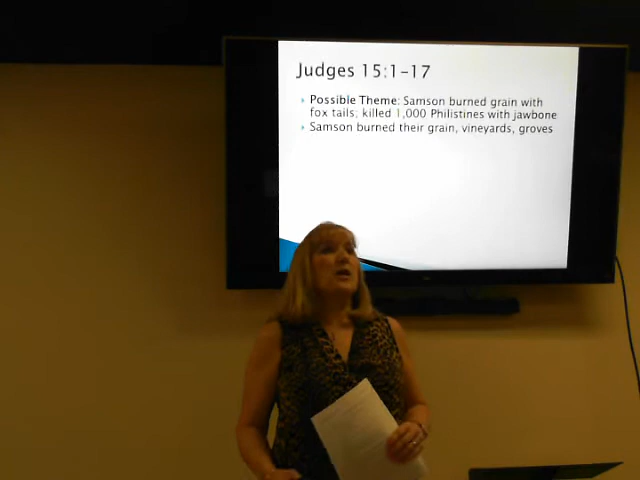 Judges 15:1-17
Possible Theme: Samson burned grain with
fox tails; killed 1,000 Philistines with jawbone
Samson burned their grain, vineyards, groves